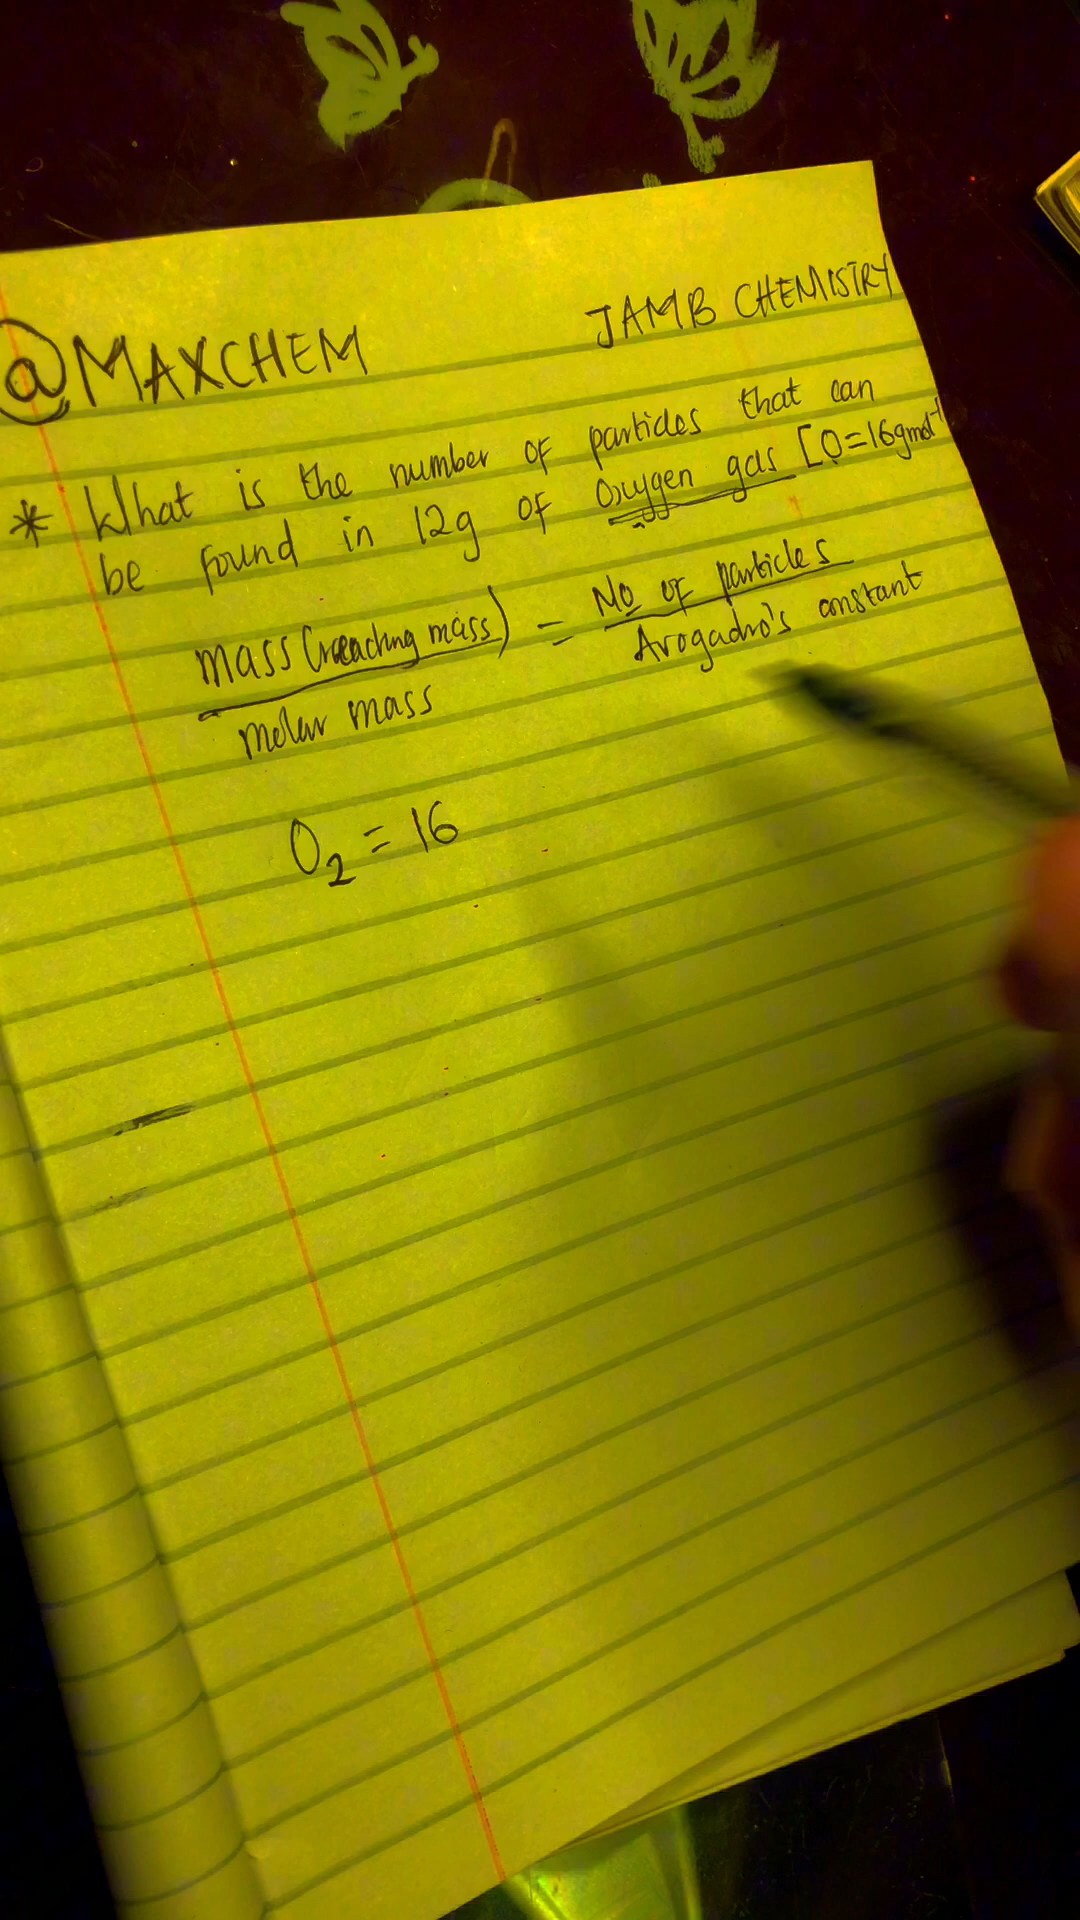 @MAXCHEM
JAMB CHEMISTRY
* What is the number of particles that can
be found in 12g of Oxygen gas [O=16gmol⁻¹
mass (reacting mass) = No of particles
molar mass Avogadro's constant
O₂ = 16